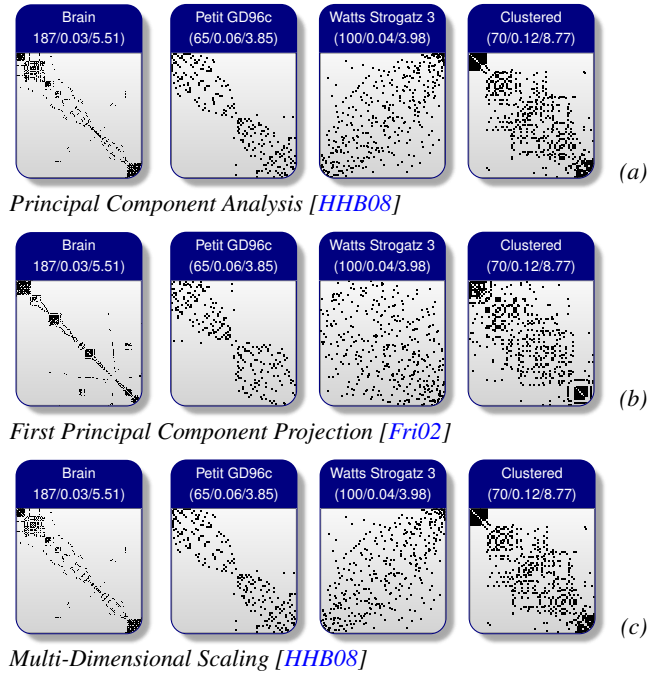 Brain Petit GD96c Watts Strogatz 3 Clustered
187/0.03/5.51) (65/0.06/3.85) (100/0.04/3.98) (70/0.12/8.77)
(a)
Principal Component Analysis [HHB08]
Brain Petit GD96c Watts Strogatz 3 Clustered
187/0.03/5.51) (65/0.06/3.85) (100/0.04/3.98) (70/0.12/8.77)
(b)
First Principal Component Projection [Fri02]
Brain Petit GD96c Watts Strogatz 3 Clustered
187/0.03/5.51) (65/0.06/3.85) (100/0.04/3.98) (70/0.12/8.77)
(c)
Multi-Dimensional Scaling [HHB08]